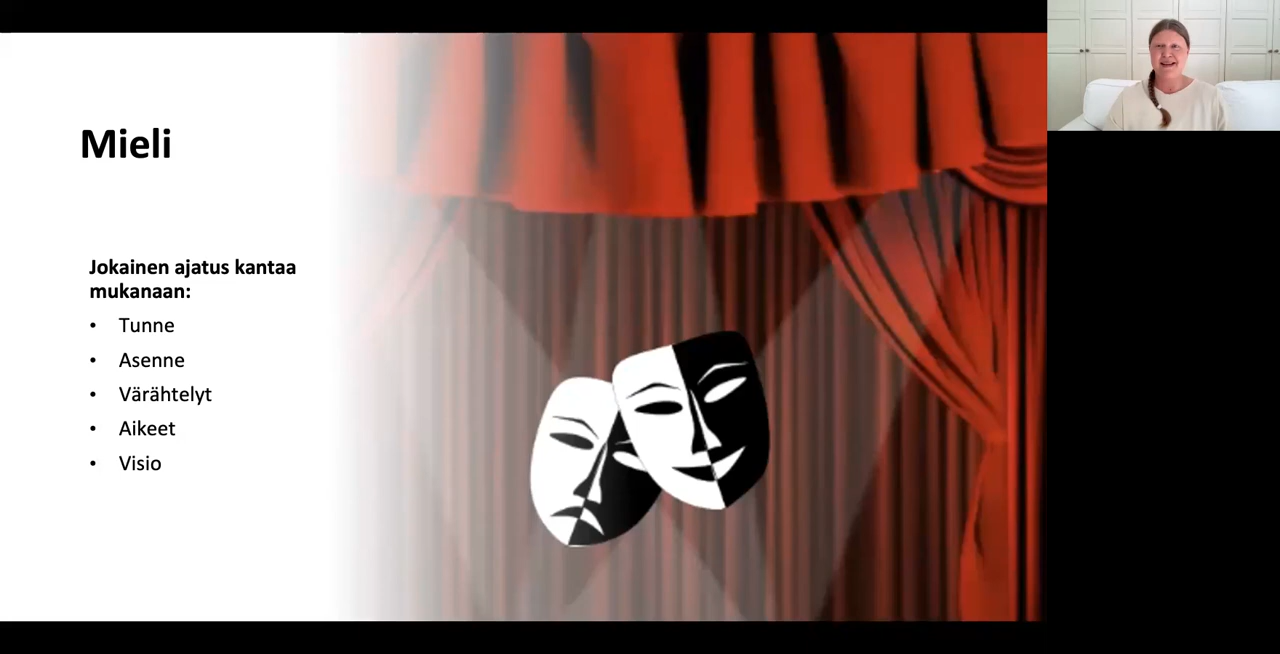 Mieli
Jokainen ajatus kantaa
mukanaan:
• Tunne
• Asenne
• Värähtelyt
• Aikeet
• Visio